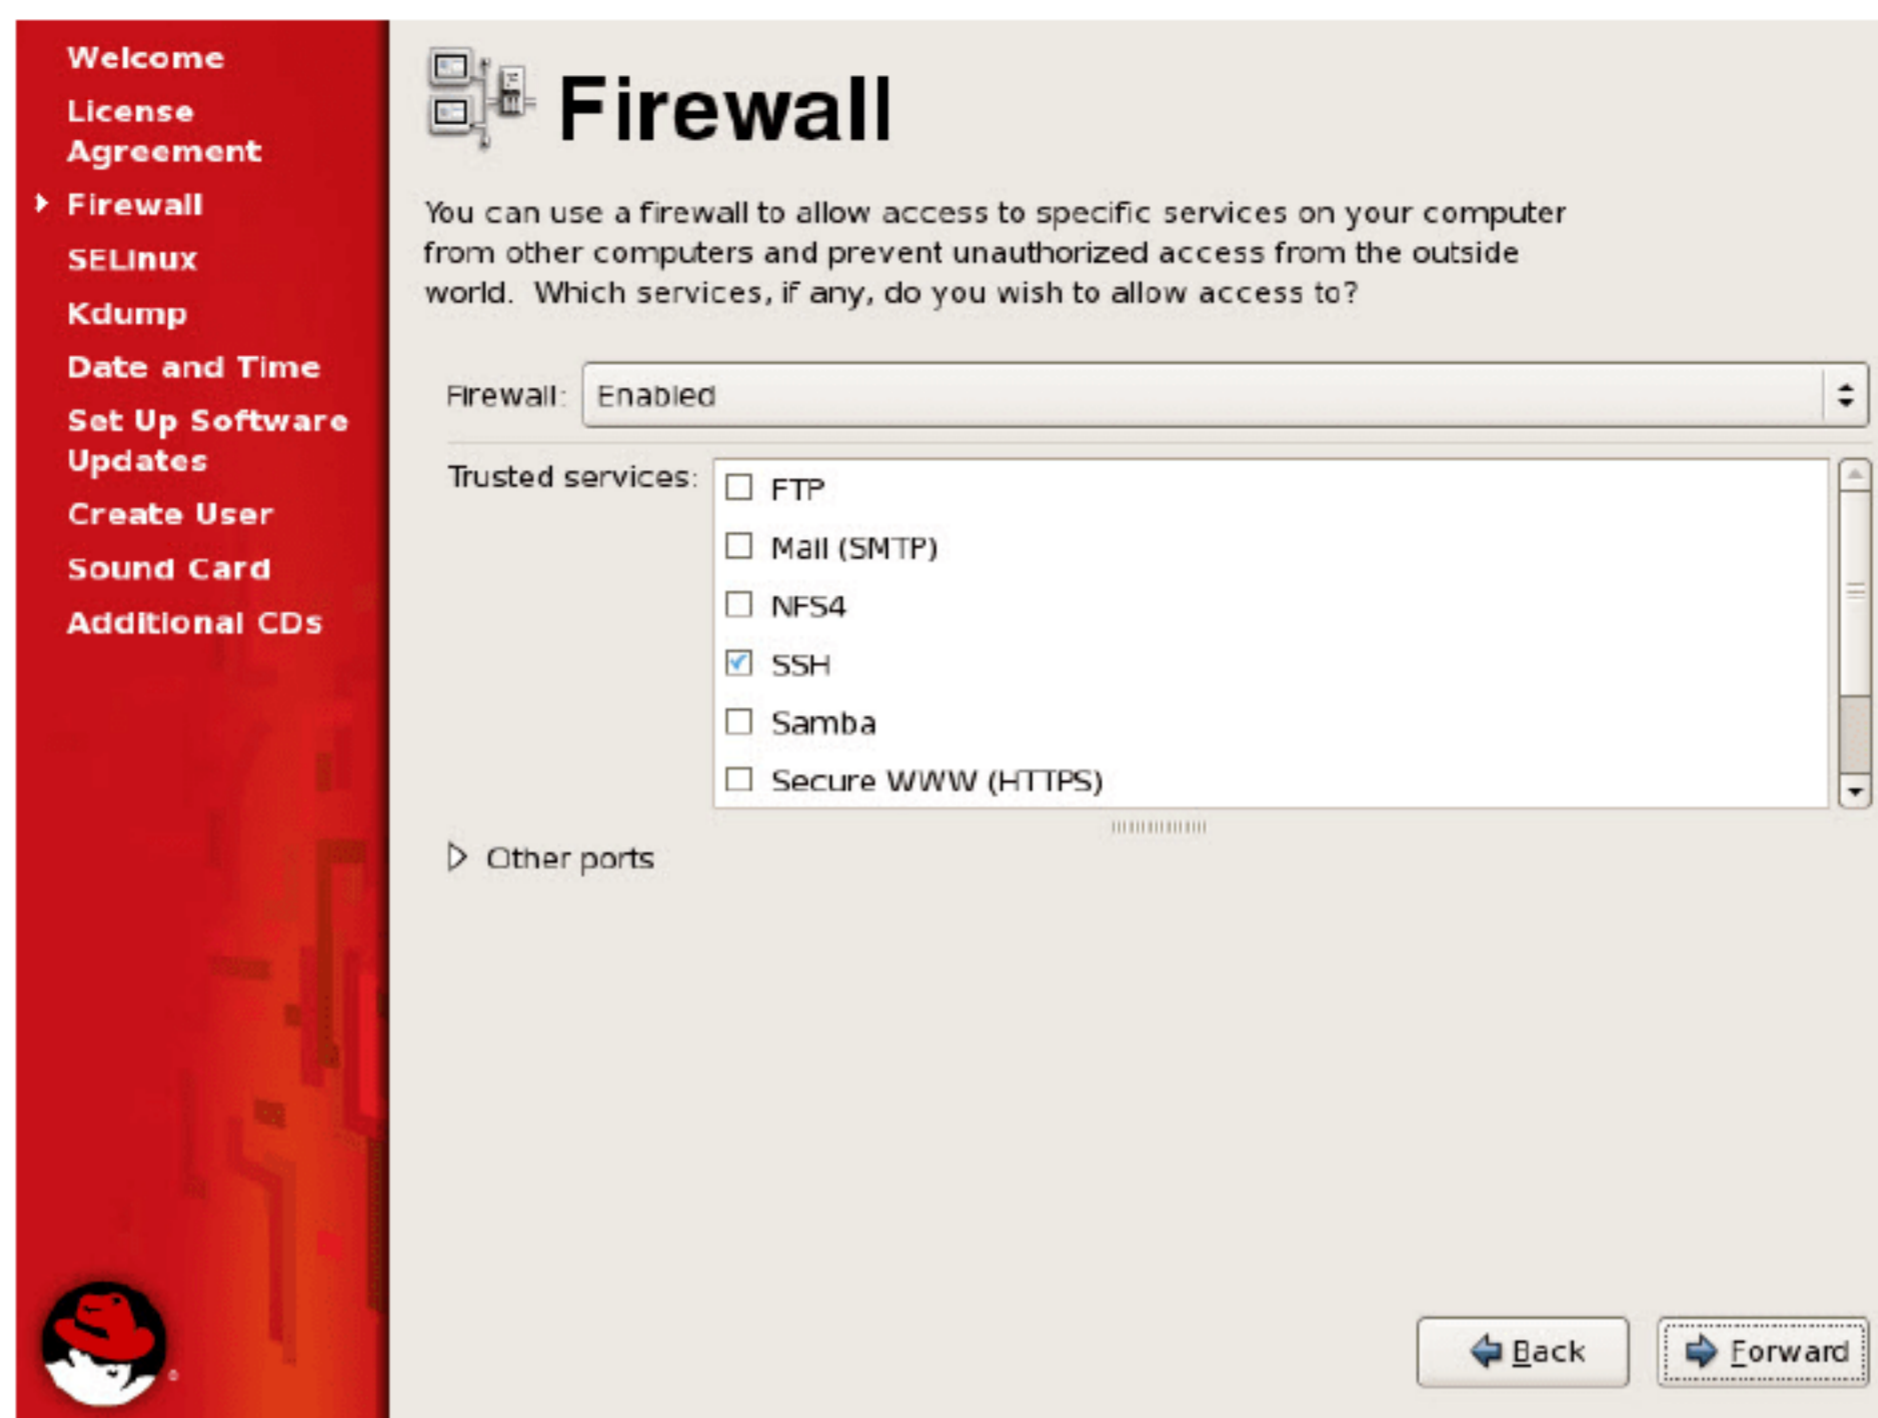 Welcome
License
Agreement
Firewall
SELinux
Kdump
Date and Time
Set Up Software
Updates
Create User
Sound Card
Additional CDs
Firewall
You can use a firewall to allow access to specific services on your computer
from other computers and prevent unauthorized access from the outside
world.  Which services, if any, do you wish to allow access to?
Firewall: Enabled
Trusted services:
FTP
Mail (SMTP)
NFS4
SSH
Samba
Secure WWW (HTTPS)
Other ports
Back
Forward